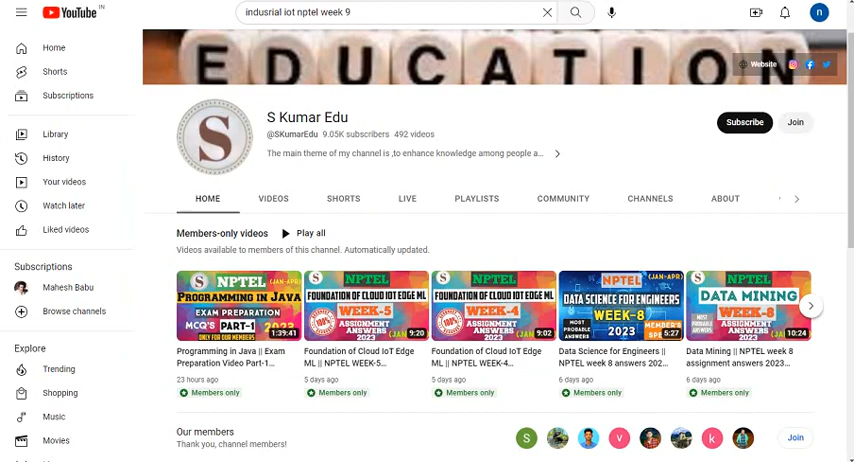 YouTube IN
indusrial iot nptel week 9
n
Home
Shorts
Subscriptions
Library
History
Your videos
Watch later
Liked videos
Subscriptions
Mahesh Babu
Browse channels
Explore
Trending
Shopping
Music
Movies
EDUCATION
Website
S
S Kumar Edu
@SKumarEdu 9.05K subscribers 492 videos
The main theme of my channel is ,to enhance knowledge among people a...
Subscribe
Join
HOME VIDEOS SHORTS LIVE PLAYLISTS COMMUNITY CHANNELS ABOUT
Members-only videos Play all
Videos available to members of this channel. Automatically updated.
S NPTEL (JAN-APR)
PROGRAMMING IN JAVA
EXAM PREPARATION
MCQ'S PART-1 2023
ONLY FOR OUR MEMBERS
1:39:41
Programming in Java || Exam
Preparation Video Part-1...
23 hours ago
Members only
S NPTEL
FOUNDATION OF CLOUD IOT EDGE ML
WEEK-5
100%
ASSIGNMENT
ANSWERS
2023 (JAN
9:20
Foundation of Cloud IoT Edge
ML || NPTEL WEEK-5...
5 days ago
Members only
S NPTEL
FOUNDATION OF CLOUD IOT EDGE ML
WEEK-4
100%
ASSIGNMENT
ANSWERS
2023 (JAN
9:02
Foundation of Cloud IoT Edge
ML || NPTEL WEEK-4...
5 days ago
Members only
S NPTEL (JAN-APR)
DATA SCIENCE FOR ENGINEERS
WEEK-8
MOST
PROBABLE
ANSWERS
2023
MEMBER'S
5:27
Data Science for Engineers ||
NPTEL week 8 answers 202...
6 days ago
Members only
S NPTEL
DATA MINING
WEEK-8
MOST
PROBABLE
ANSWERS
ASSIGNMENT
ANSWERS
2023
10:24
Data Mining || NPTEL week 8
assignment answers 2023...
6 days ago
Members only
Our members
Thank you, channel members!
S
v
k
Join